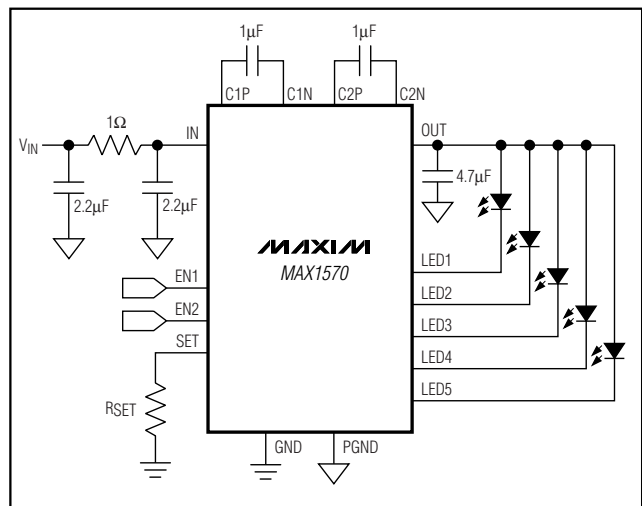 1µF 1µF
C1P C1N C2P C2N
1Ω IN OUT
VIN
4.7µF
2.2µF 2.2µF
MAXIM
MAX1570
LED1
EN1
LED2
EN2
LED3
SET
LED4
LED5
RSET
GND PGND